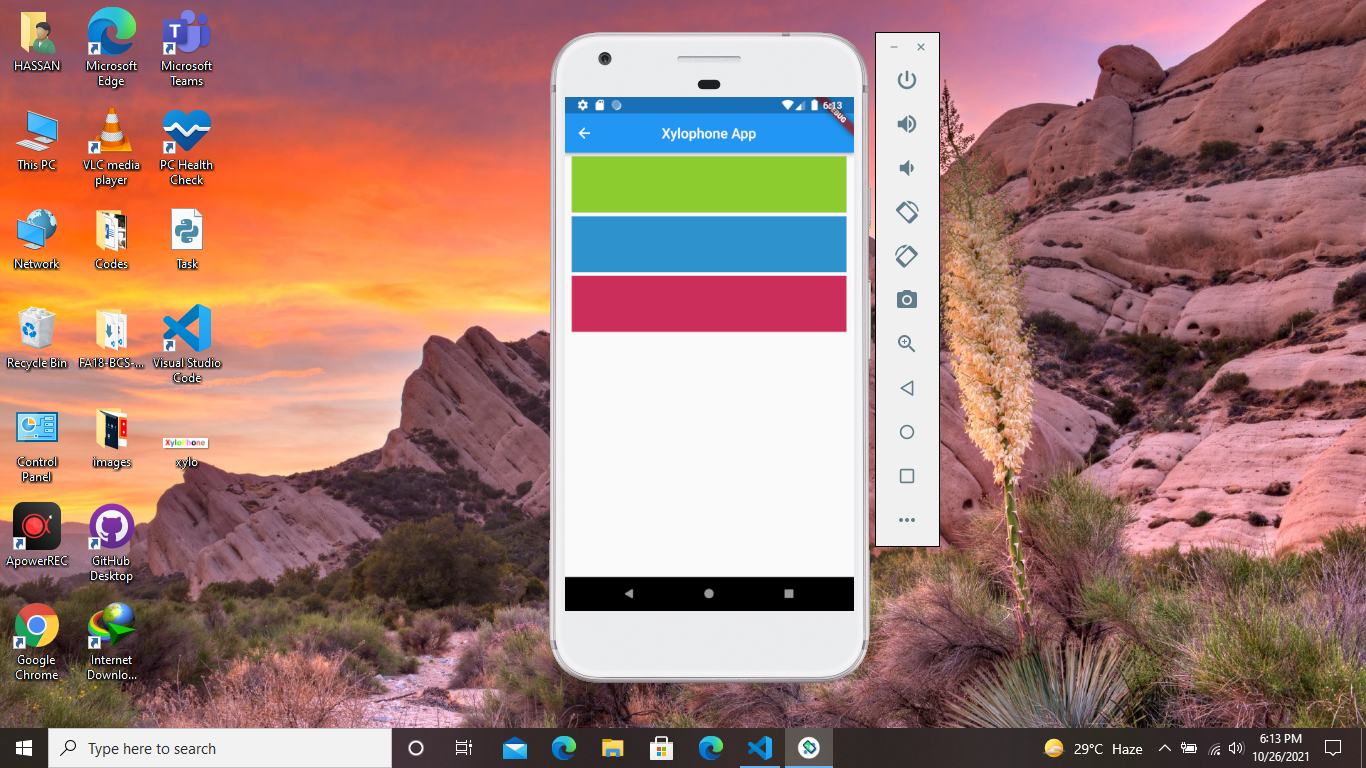 HASSAN
Microsoft
Edge
Microsoft
Teams
This PC
VLC media
player
PC Health
Check
Network
Codes
Task
Recycle Bin
FA18-BCS-...
Visual Studio
Code
Control
Panel
images
XyloPhone
xylo
ApowerREC
GitHub
Desktop
Google
Chrome
Internet
Downlo...
6:13
Xylophone App
Type here to search
29°C Haze
6:13 PM
10/26/2021